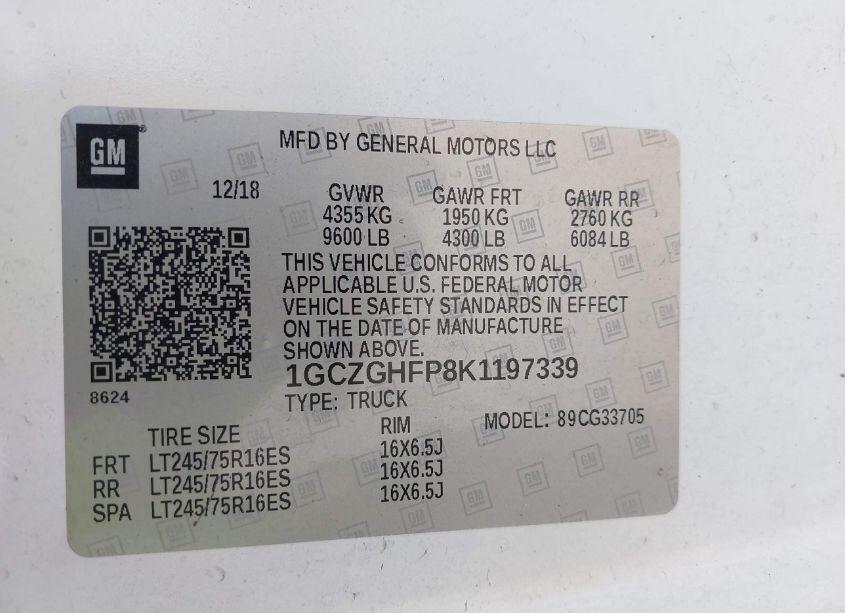 GM
MFD BY GENERAL MOTORS LLC
12/18
GVWR GAWR FRT GAWR RR
4355 KG 1950 KG 2760 KG
9600 LB 4300 LB 6084 LB
THIS VEHICLE CONFORMS TO ALL
APPLICABLE U.S. FEDERAL MOTOR
VEHICLE SAFETY STANDARDS IN EFFECT
ON THE DATE OF MANUFACTURE
SHOWN ABOVE.
1GCZGHFP8K1197339
8624
TYPE: TRUCK MODEL: 89CG33705
TIRE SIZE RIM
FRT LT245/75R16ES 16X6.5J
RR LT245/75R16ES 16X6.5J
SPA LT245/75R16ES 16X6.5J